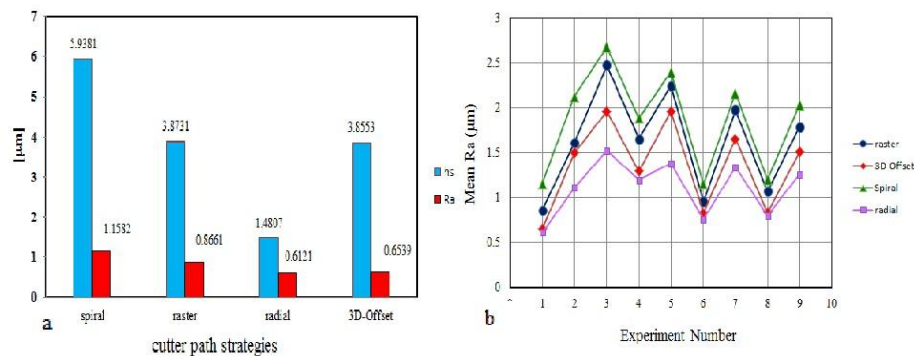 7
6
5
4
3
2
1
0
[µm]
5.9381
1.1582
3.8731
0.8661
1.4807
0.6121
3.8553
0.6539
Ra
spiral
raster
radial
3D-Offset
cutter path strategies
a
3
2.5
2
1.5
1
0.5
0
Mean Ra (µm)
1 2 3 4 5 6 7 8 9 10
Experiment Number
raster
3D Offset
Spiral
radial
b